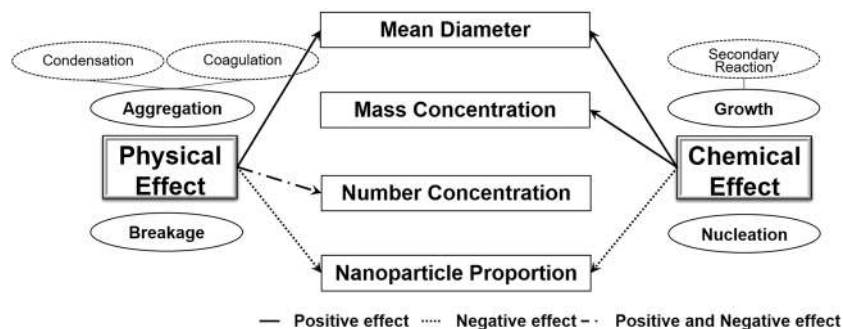 Mean Diameter
Condensation
Coagulation
Secondary
Reaction
Aggregation
Mass Concentration
Growth
Physical
Effect
Chemical
Effect
Number Concentration
Breakage
Nucleation
Nanoparticle Proportion
Positive effect Negative effect Positive and Negative effect